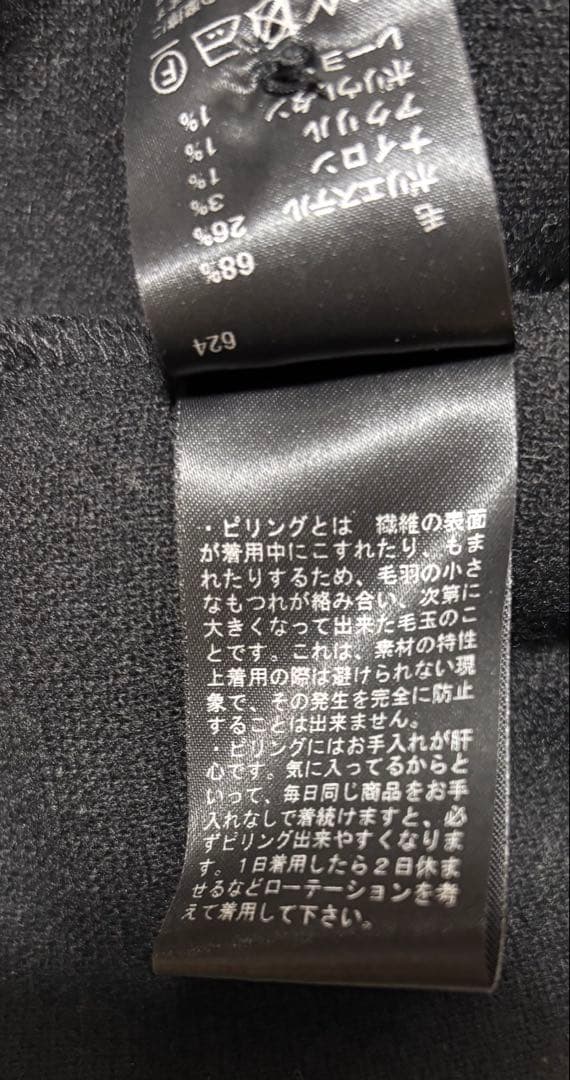 624
毛 68%
ポリエステル 26%
ナイロン 3%
アクリル 1%
ポリウレタン 1%
レーヨ 1%
F
・ピリングとは 繊維の表面
が着用中にこすれたり、もま
れたりするため、毛羽の小さ
なもつれが絡み合い、次第に
大きくなって出来た毛玉のこ
とです。これは、素材の特性
上着用の際は避けられない現
象で、その発生を完全に防止
することは出来ません。
・ピリングにはお手入れが肝
心です。気に入ってるからと
いって、毎日同じ商品をお手
入れなしで着続けますと、必
ずピリング出来やすくなりま
す。1日着用したら2日休ま
せるなどローテーションを考
えて着用して下さい。